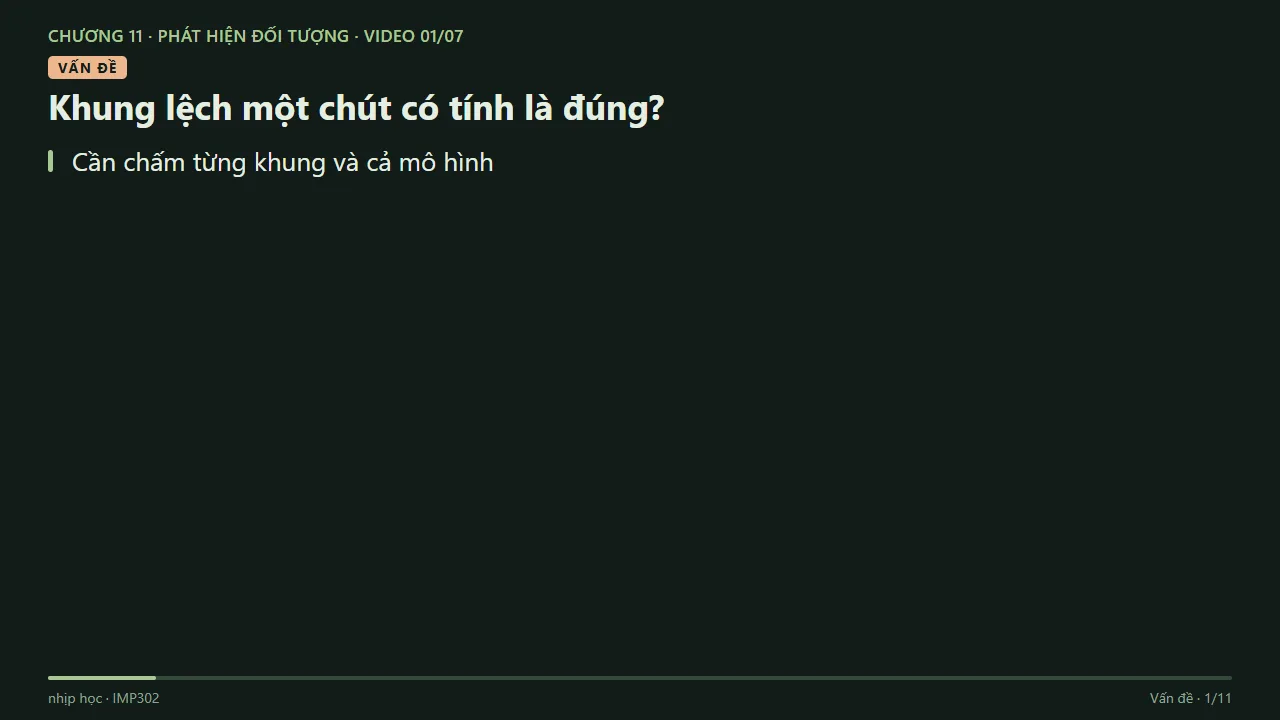 CHƯƠNG 11 · PHÁT HIỆN ĐỐI TƯỢNG · VIDEO 01/07
VẤN ĐỀ
Khung lệch một chút có tính là đúng?
Cần chấm từng khung và cả mô hình
nhịp học · IMP302
Vấn đề · 1/11